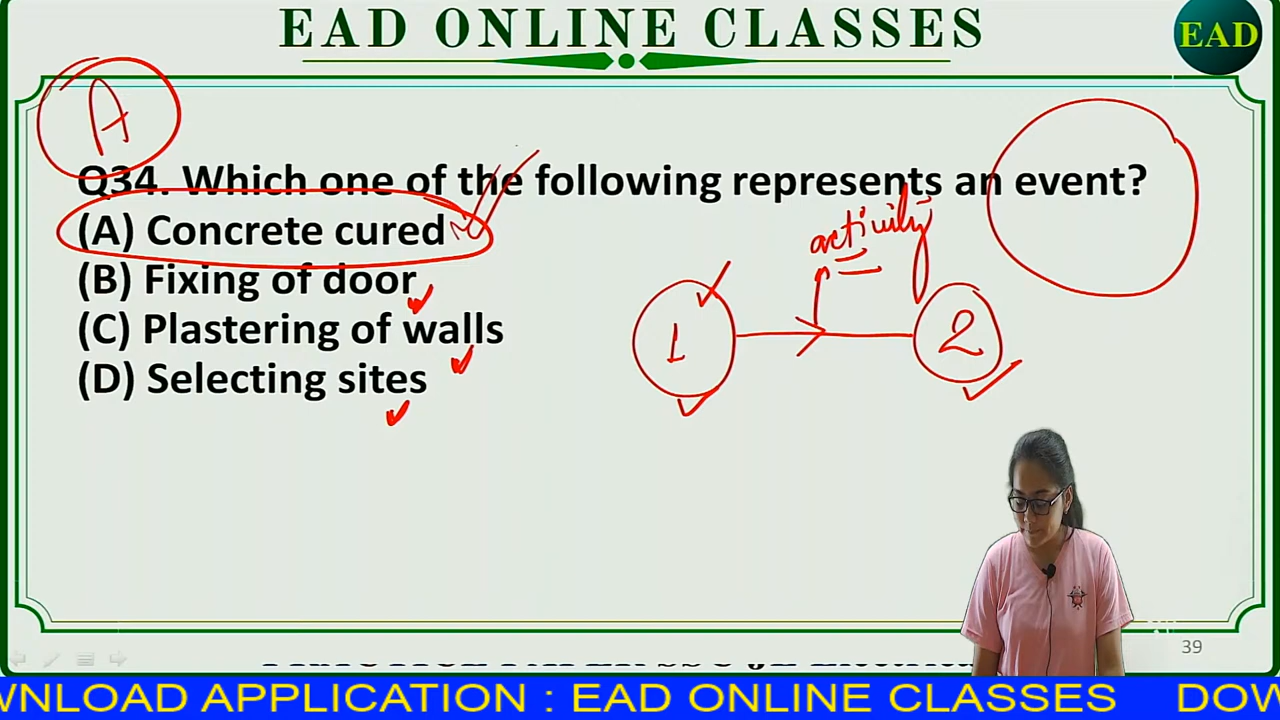 EAD ONLINE CLASSES
EAD
A
Q34. Which one of the following represents an event?
(A) Concrete cured
(B) Fixing of door
(C) Plastering of walls
(D) Selecting sites
activity
1
2
39
WNLOAD APPLICATION : EAD ONLINE CLASSES DOW